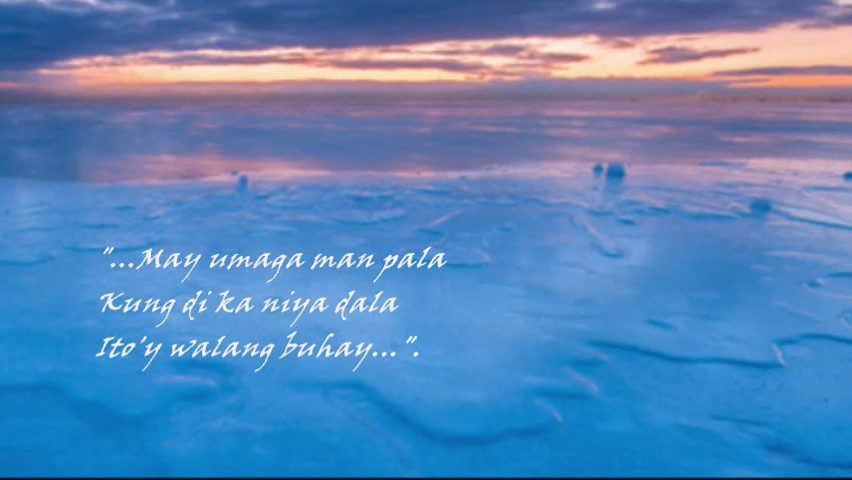 "...May umaga man pala
Kung di ka niya dala
Ito'y walang buhay...".